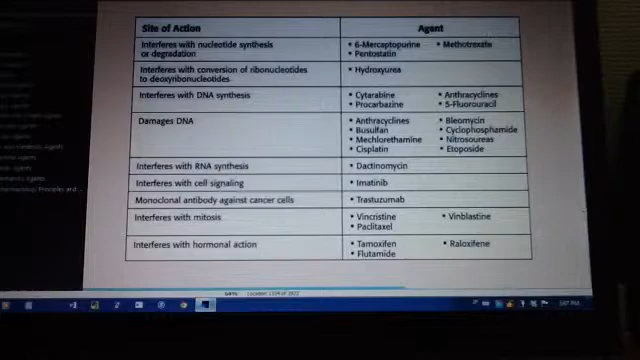 Site of Action Agent
Interferes with nucleotide synthesis • 6-Mercaptopurine • Methotrexate
or degradation • Pentostatin
Interferes with conversion of ribonucleotides • Hydroxyurea
to deoxyribonucleotides
Interferes with DNA synthesis • Cytarabine • Anthracyclines
• Procarbazine • 5-Fluorouracil
Damages DNA • Anthracyclines • Bleomycin
• Busulfan • Cyclophosphamide
• Mechlorethamine • Nitrosoureas
• Cisplatin • Etoposide
Interferes with RNA synthesis • Dactinomycin
Interferes with cell signaling • Imatinib
Monoclonal antibody against cancer cells • Trastuzumab
Interferes with mitosis • Vincristine • Vinblastine
• Paclitaxel
Interferes with hormonal action • Tamoxifen • Raloxifene
• Flutamide